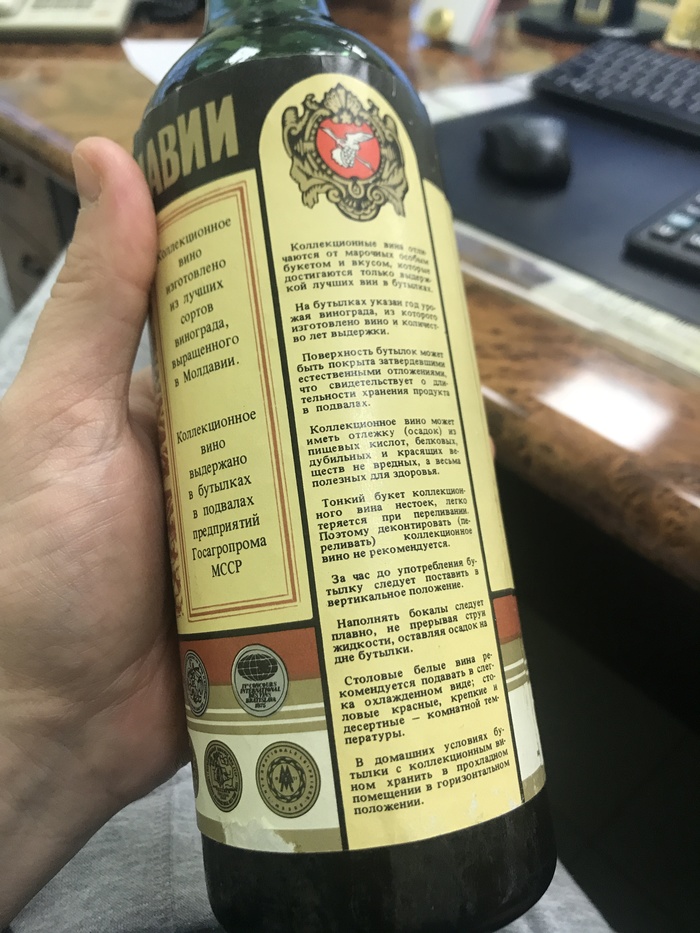 АВИИ
Коллекционное
вино
изготовлено
из лучших
сортов
винограда,
выращенного
в Молдавии.
Коллекционное
вино
выдержано
в бутылках
в подвалах
предприятий
Госагропрома
МССР
Коллекционные вина отли-
чаются от марочных особым
букетом и вкусом, которые
достигаются только выдерж-
кой лучших вин в бутылках.
На бутылках указан год уро-
жая винограда, из которого
изготовлено вино и количест-
во лет выдержки.
Поверхность бутылок может
быть покрыта затвердевшими
естественными отложениями,
что свидетельствует о дли-
тельности хранения продукта
в подвалах.
Коллекционное вино может
иметь отлежку (осадок) из
пищевых кислот, белковых,
дубильных и красящих ве-
ществ не вредных, а весьма
полезных для здоровья.
Тонкий букет коллекцион-
ного вина нестоек, легко
теряется при переливании.
Поэтому деконтировать (пе-
реливать) коллекционное
вино не рекомендуется.
За час до употребления бу-
тылку следует поставить в
вертикальное положение.
Наполнять бокалы следует
плавно, не прерывая струи
жидкости, оставляя осадок на
дне бутылки.
Столовые белые вина ре-
комендуется подавать в слег-
ка охлажденном виде; сто-
ловые красные, крепкие и
десертные — комнатной тем-
пературы.
В домашних условиях бу-
тылки с коллекционным ви-
ном хранить в прохладном
помещении в горизонтальном
положении.
CONCOURS
INTERNATIONAL
DES VINS
BRATISLAVA